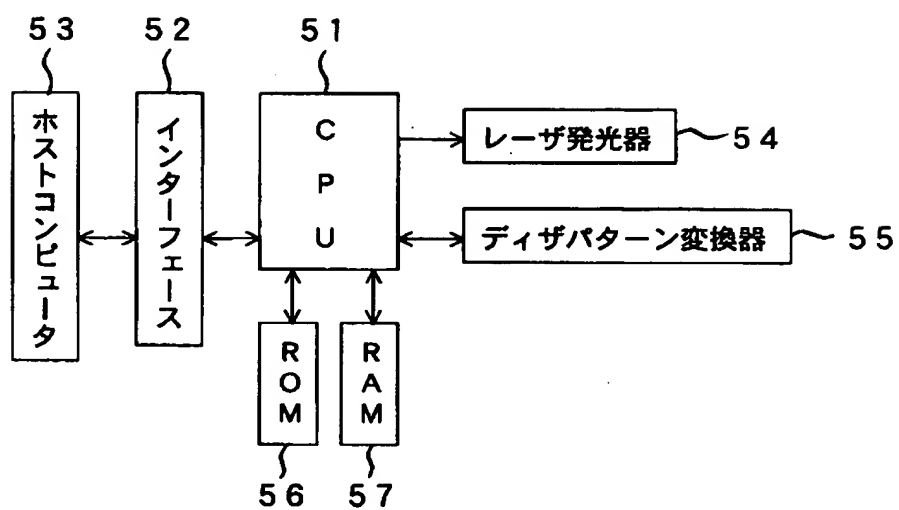 53
52
51
ホストコンピュータ
インターフェース
CPU
レーザ発光器
54
ディザパターン変換器
55
ROM
RAM
56
57